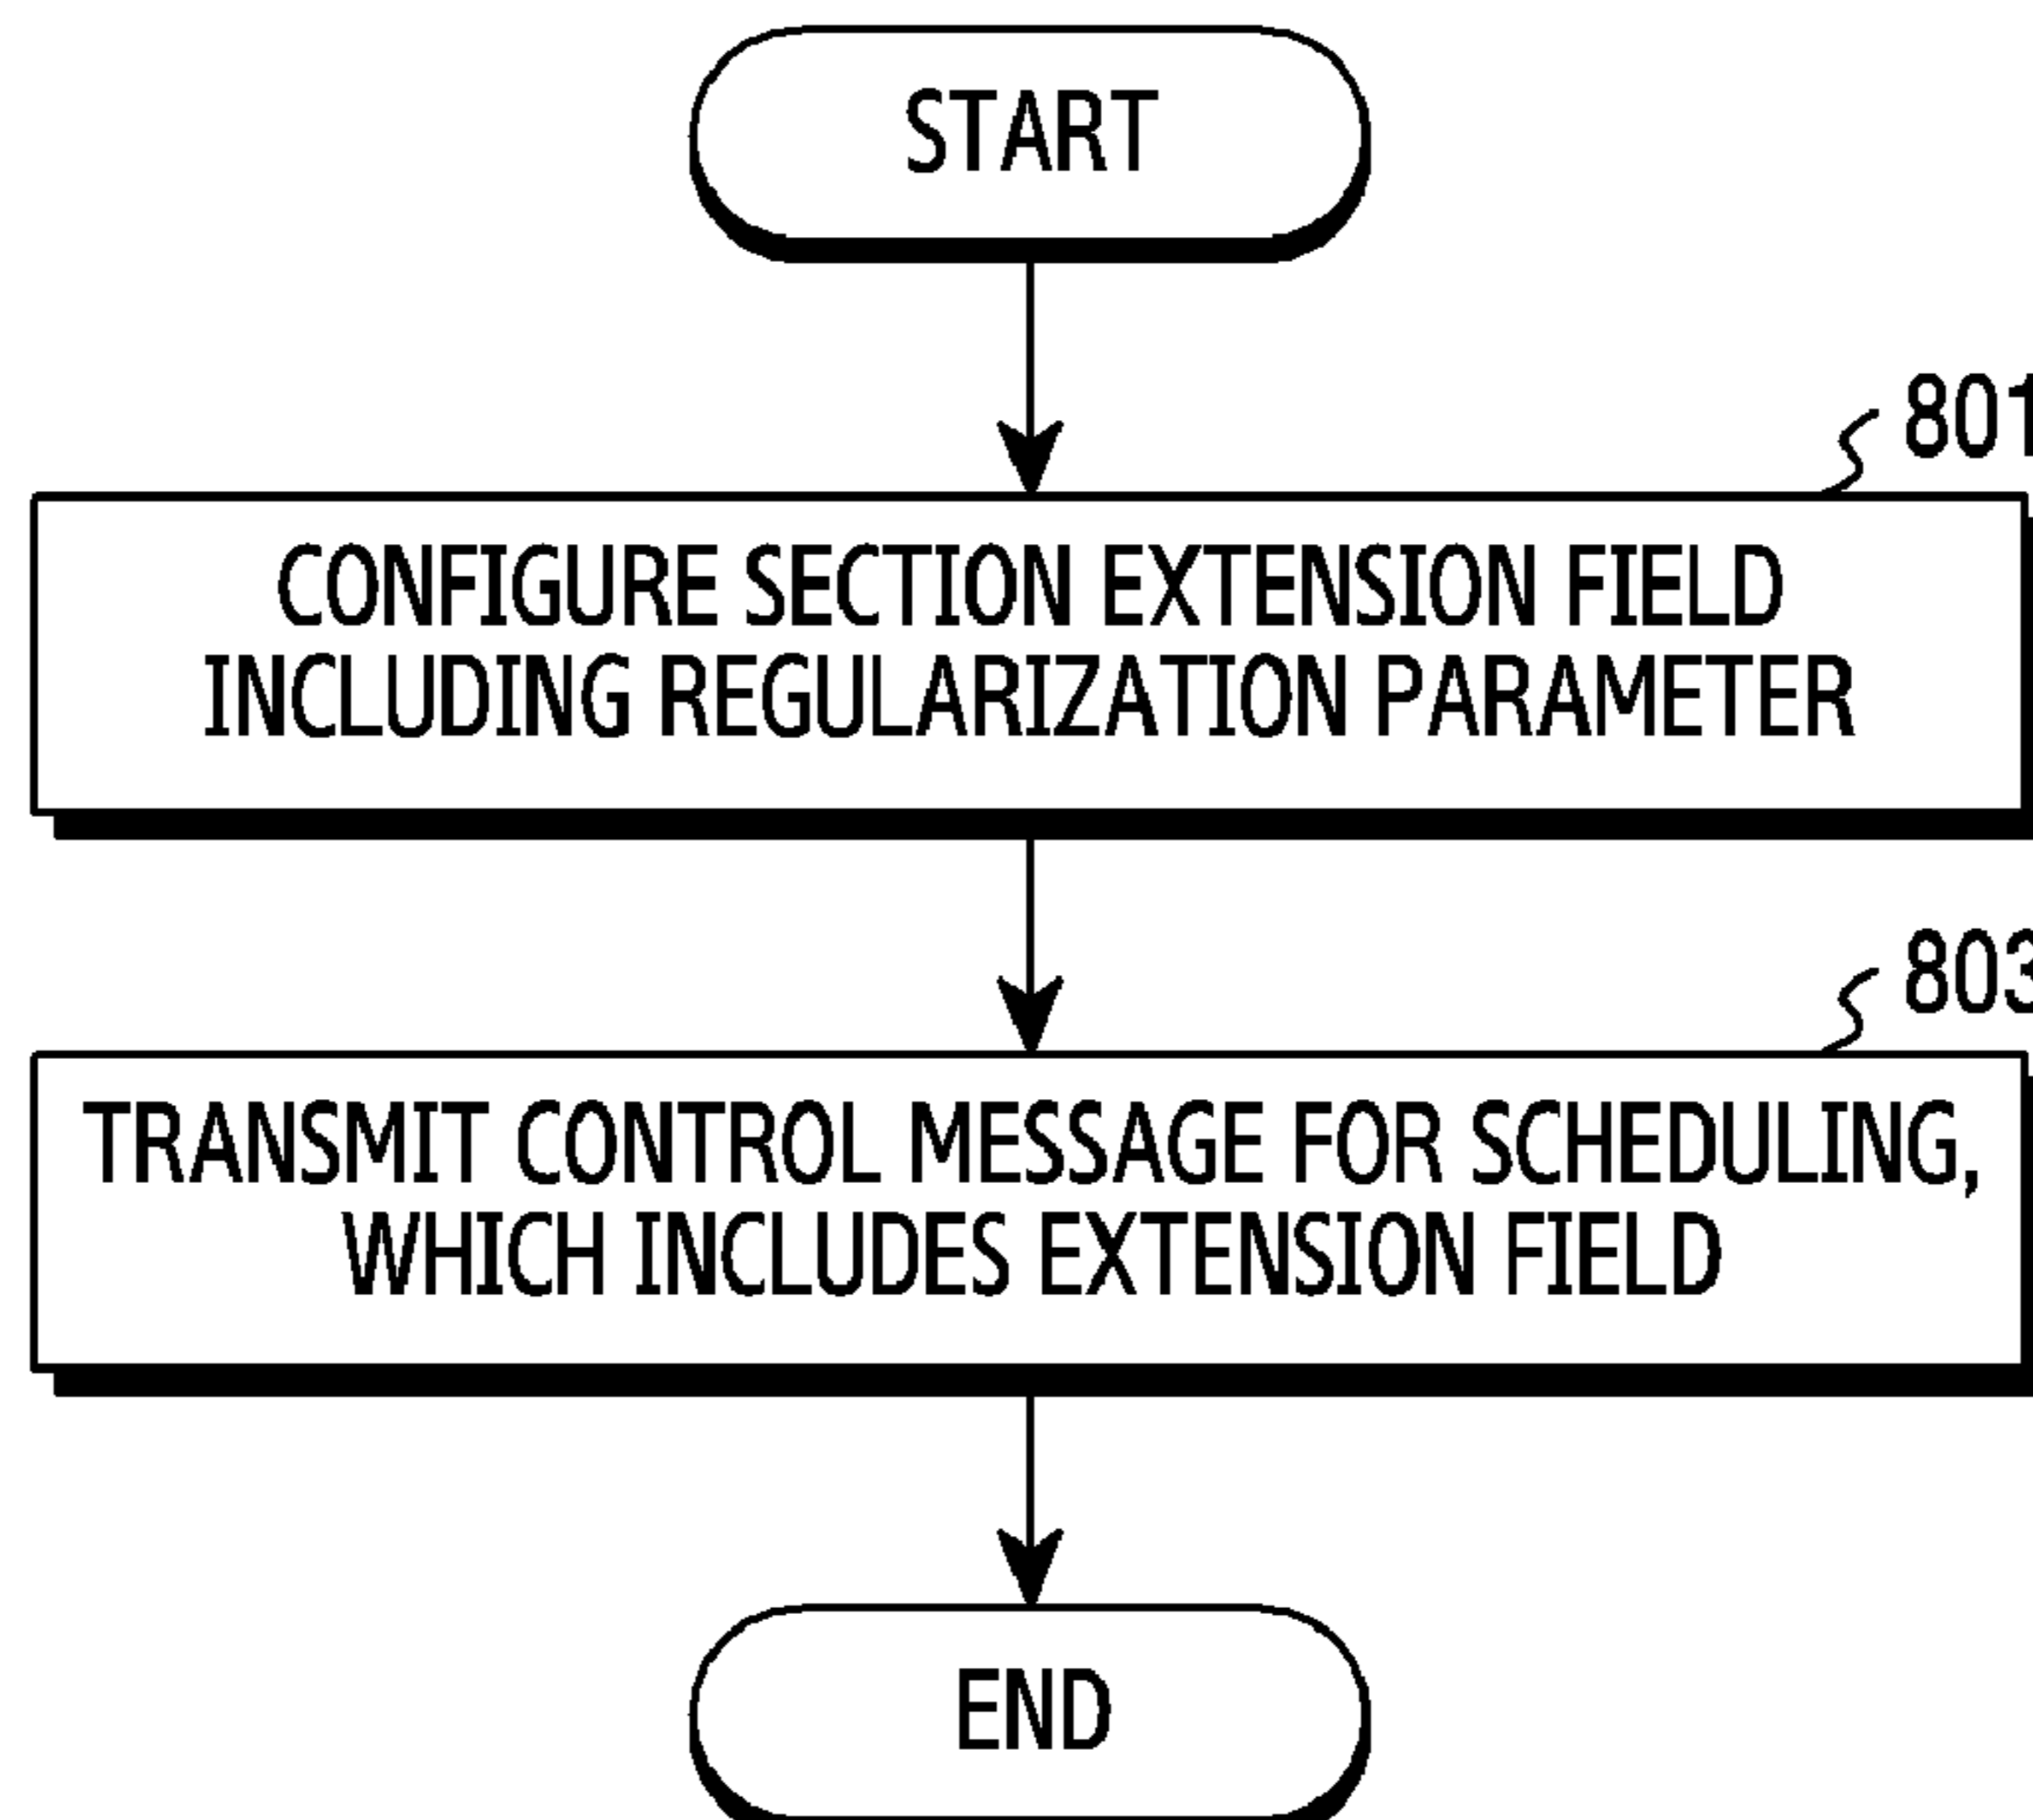 START
801
CONFIGURE SECTION EXTENSION FIELD
INCLUDING REGULARIZATION PARAMETER
803
TRANSMIT CONTROL MESSAGE FOR SCHEDULING,
WHICH INCLUDES EXTENSION FIELD
END